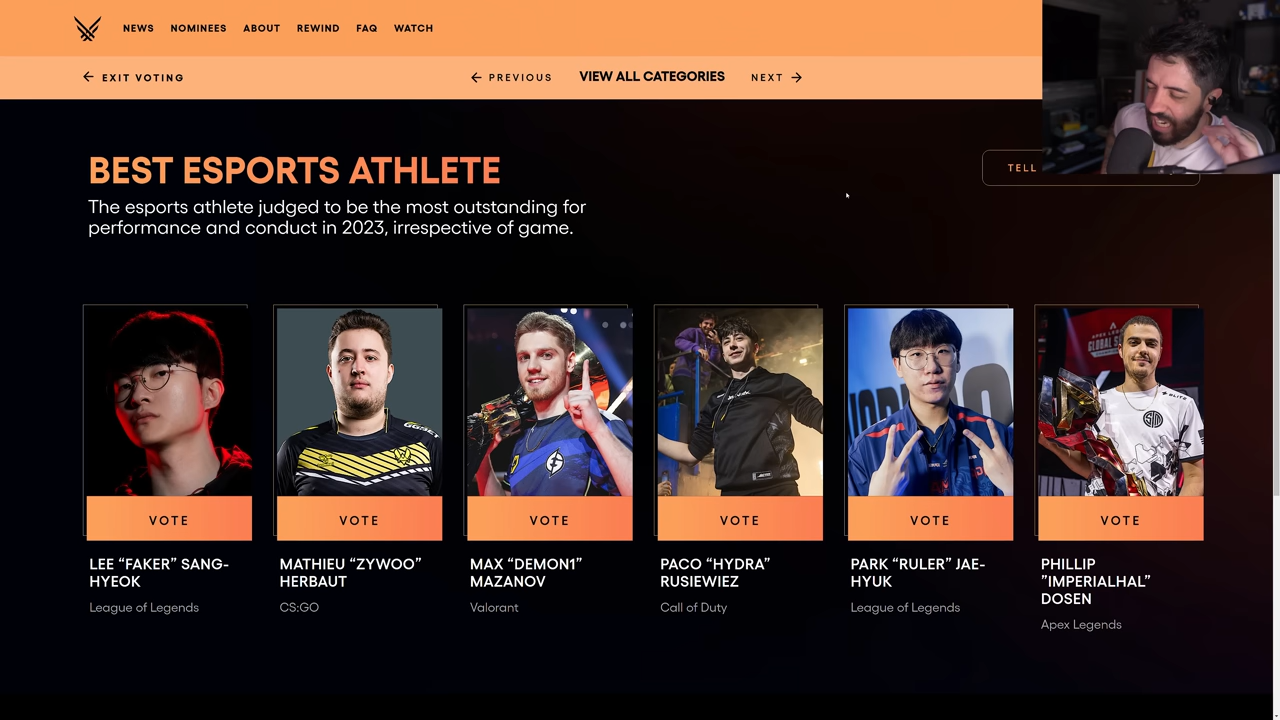 NEWS NOMINEES ABOUT REWIND FAQ WATCH
← EXIT VOTING
← PREVIOUS VIEW ALL CATEGORIES NEXT →
BEST ESPORTS ATHLETE
TELL
The esports athlete judged to be the most outstanding for
performance and conduct in 2023, irrespective of game.
VOTE
LEE “FAKER” SANG-
HYEOK
League of Legends
VOTE
MATHIEU “ZYWOO”
HERBAUT
CS:GO
VOTE
MAX “DEMON1”
MAZANOV
Valorant
VOTE
PACO “HYDRA”
RUSIEWIEZ
Call of Duty
VOTE
PARK “RULER” JAE-
HYUK
League of Legends
VOTE
PHILLIP
”IMPERIALHAL”
DOSEN
Apex Legends